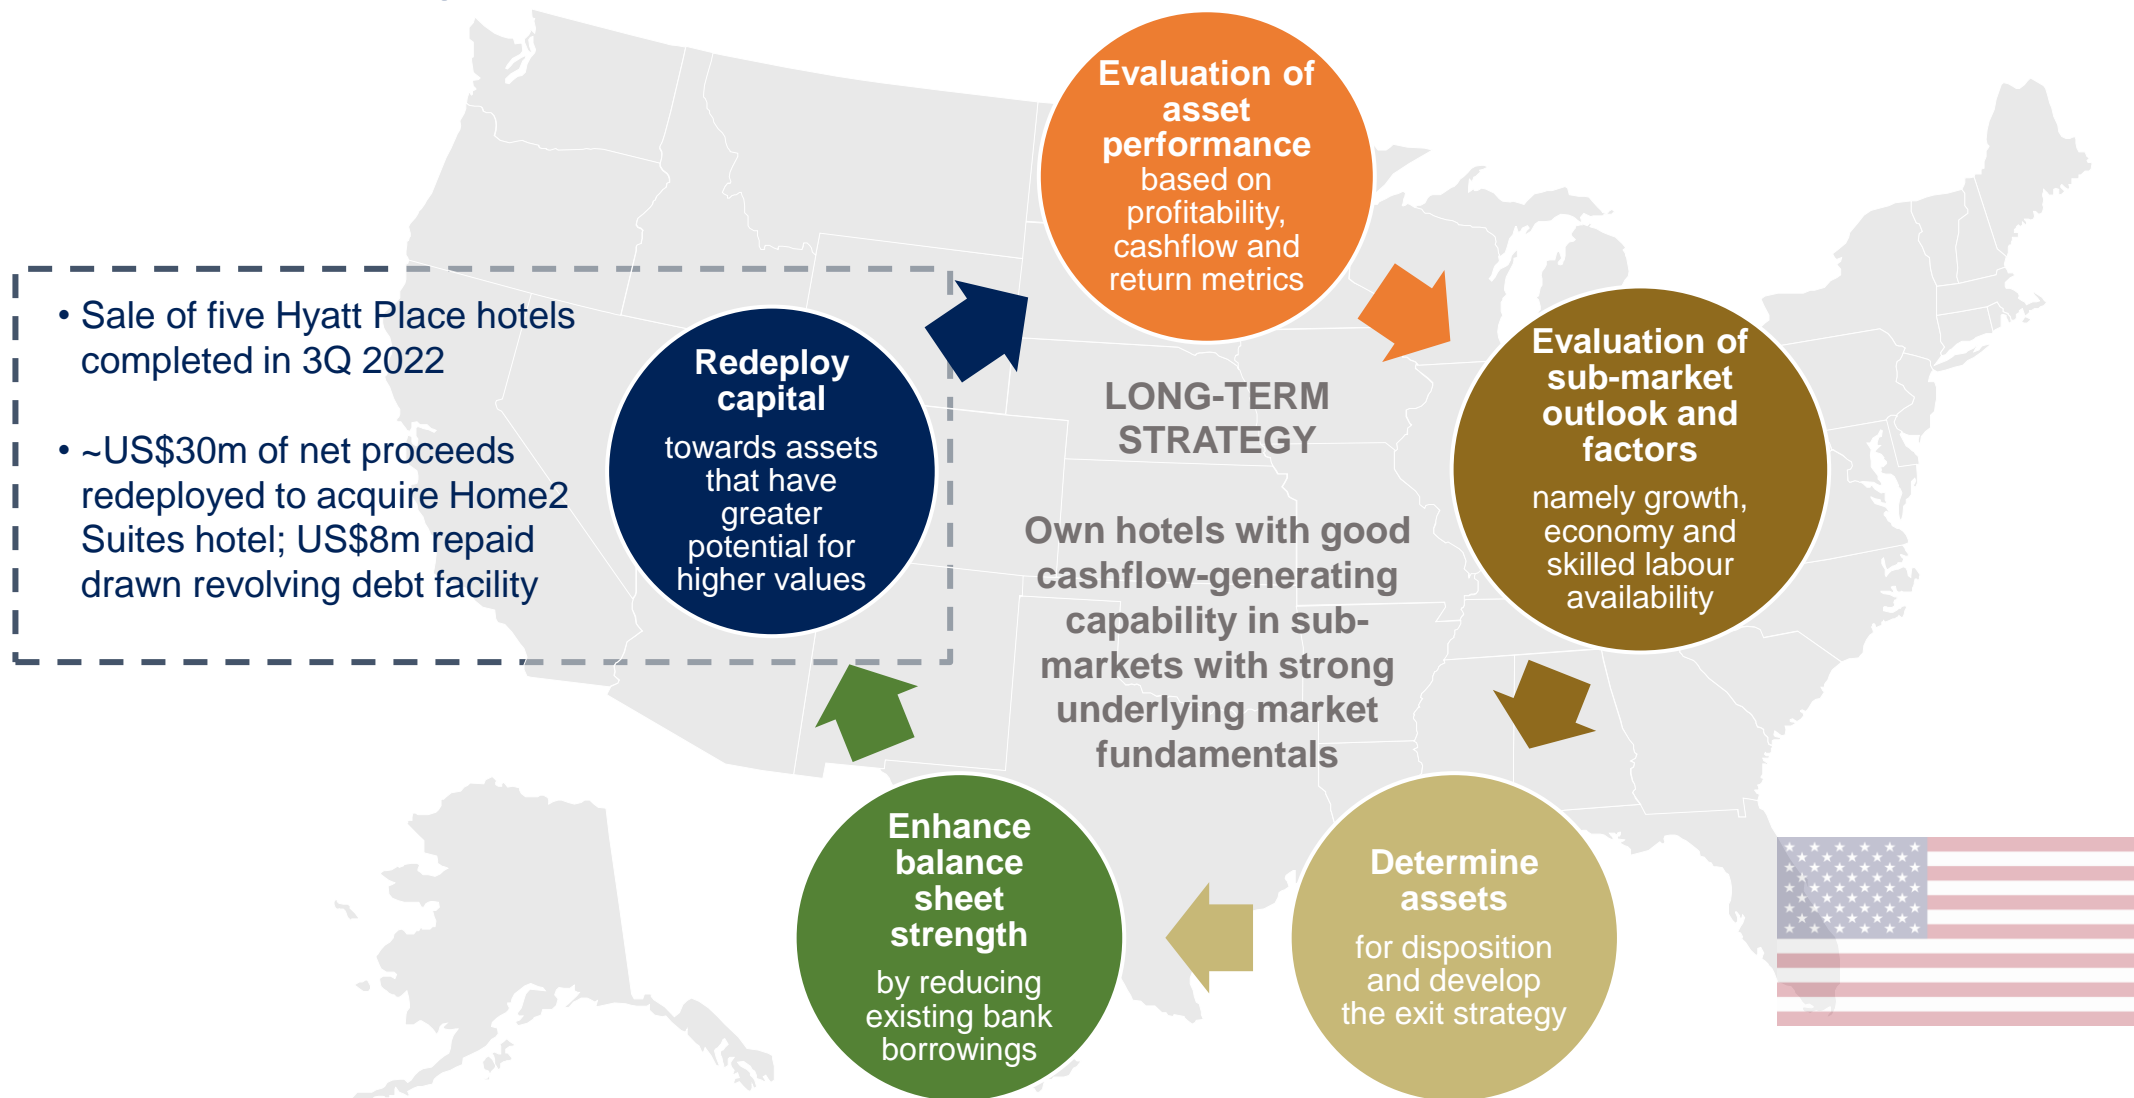 Evaluation of
asset
performance
based on
profitability,
cashflow and
return metrics
Evaluation of
sub-market
outlook and
factors
namely growth,
economy and
skilled labour
availability
Determine
assets
for disposition
and develop
the exit strategy
Enhance
balance
sheet
strength
by reducing
existing bank
borrowings
Redeploy
capital
towards assets
that have
greater
potential for
higher values
• Sale of five Hyatt Place hotels
completed in 3Q 2022
• ~US$30m of net proceeds
redeployed to acquire Home2
Suites hotel; US$8m repaid
drawn revolving debt facility
LONG-TERM
STRATEGY
Own hotels with good
cashflow-generating
capability in sub-
markets with strong
underlying market
fundamentals